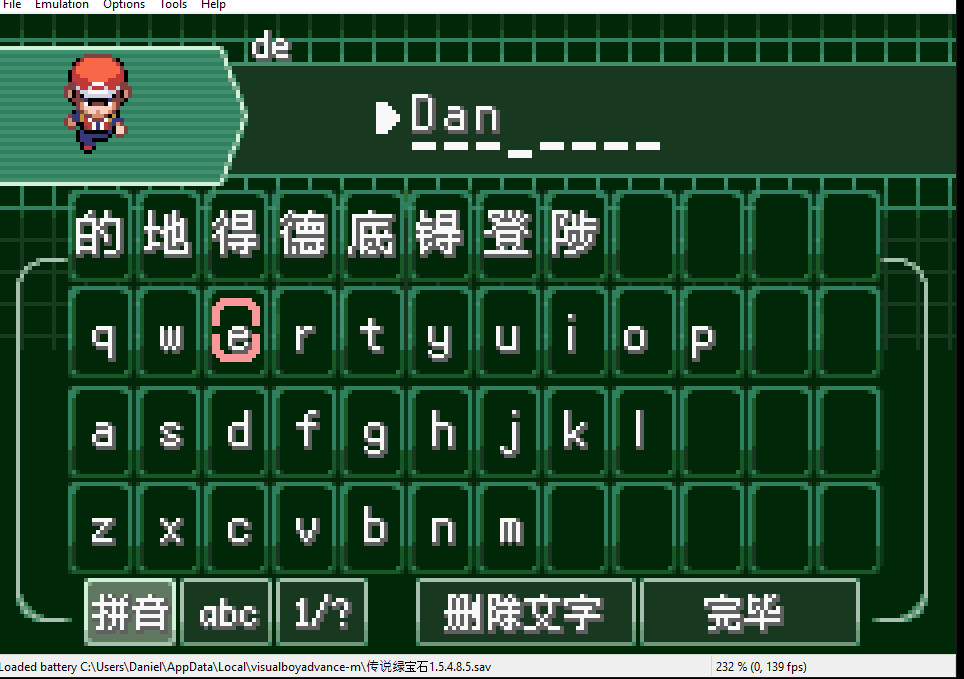 File Emulation Options Tools Help
de
Dan_
的 地 得 德 㝵 锝 登 陟
q w e r t y u i o p
a s d f g h j k l
z x c v b n m
拼音 abc 1/? 删除文字 完毕
Loaded battery C:\Users\Daniel\AppData\Local\visualboyadvance-m\传说绿宝石1.5.4.8.5.sav 232 % (0, 139 fps)